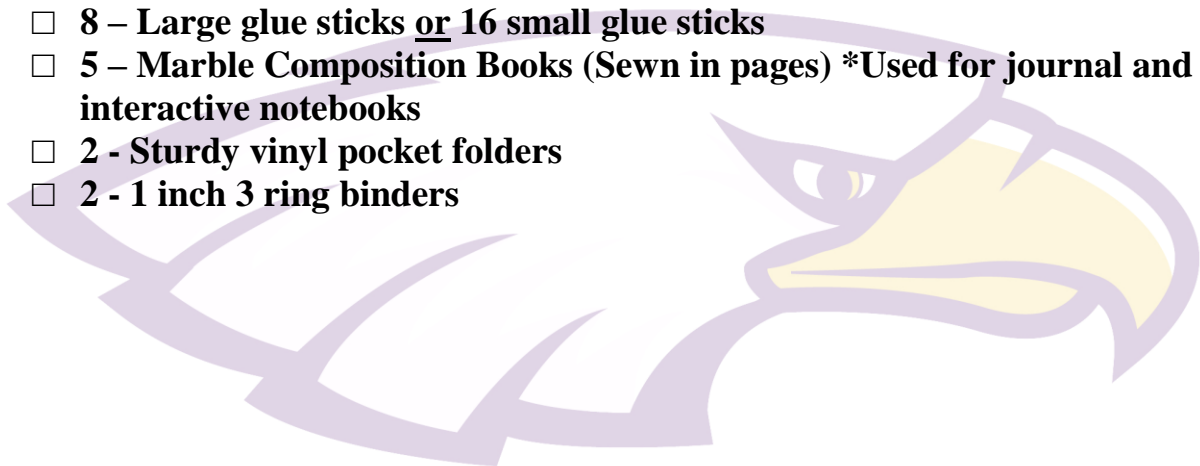 □ 8 – Large glue sticks or 16 small glue sticks
□ 5 – Marble Composition Books (Sewn in pages) *Used for journal and
interactive notebooks
□ 2 - Sturdy vinyl pocket folders
□ 2 - 1 inch 3 ring binders